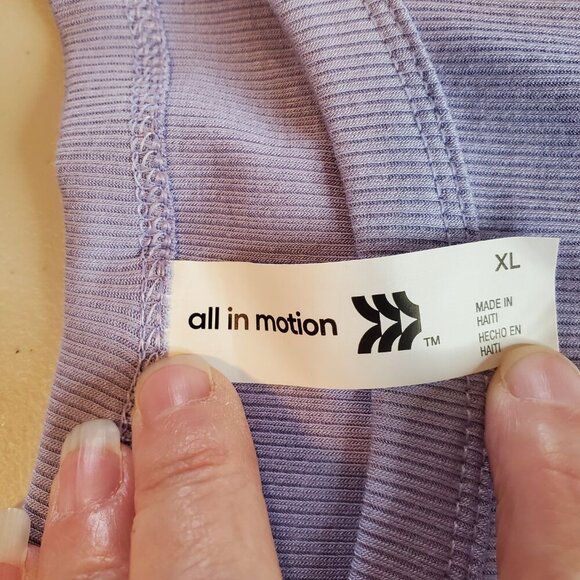 all in motion
TM
XL
MADE IN
HAITI
HECHO EN
HAITI